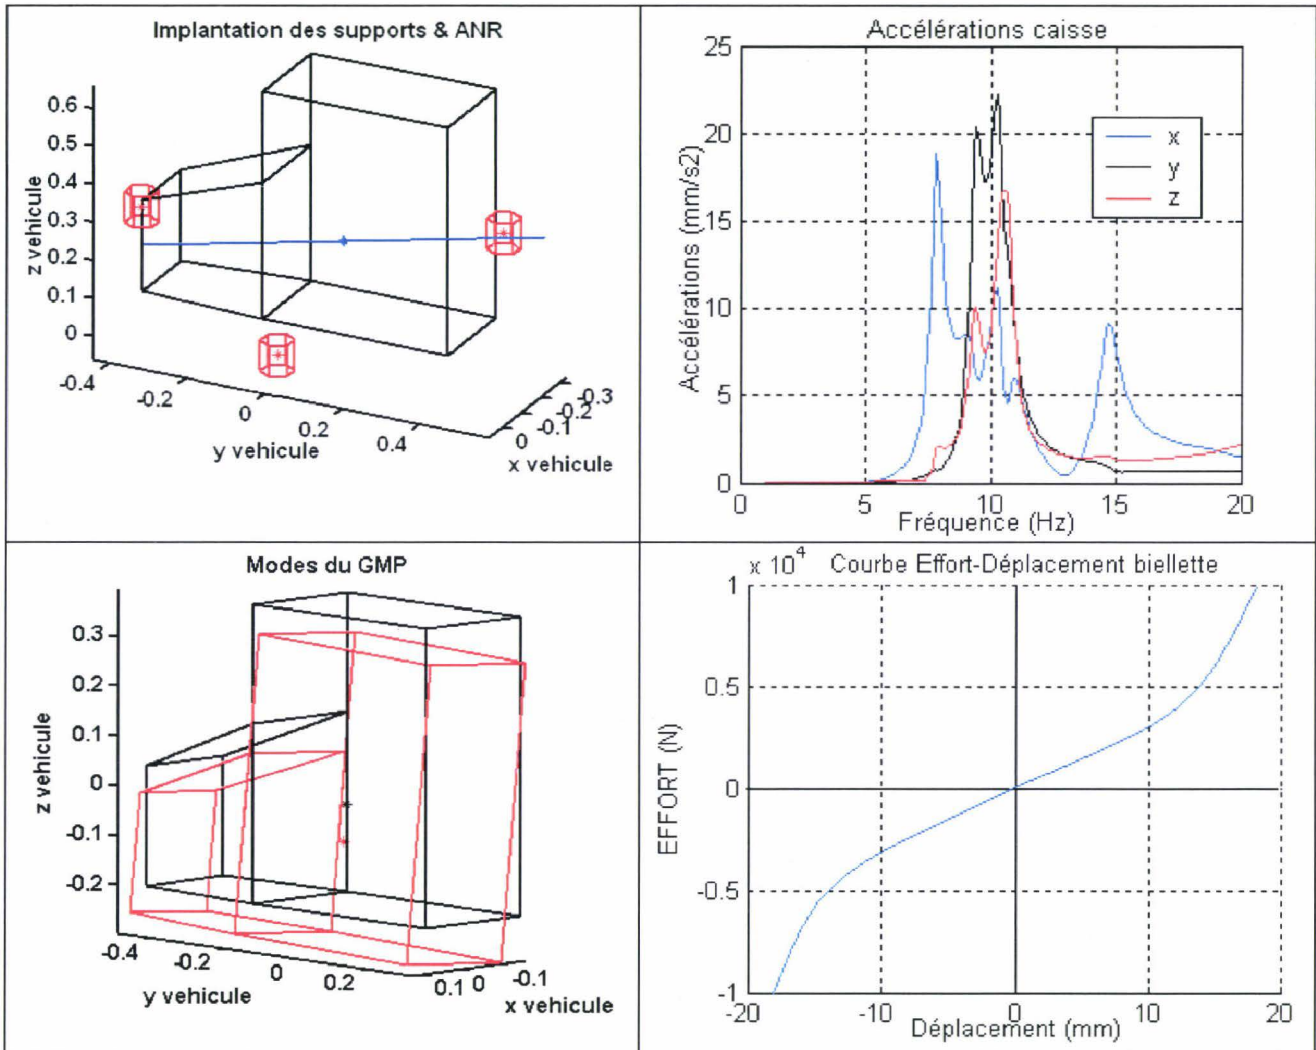 Implantation des supports & ANR
z vehicule
0.6
0.5
0.4
0.3
0.2
0.1
0
-0.4
-0.2
0
0.2
0.4
y vehicule
-0.3
-0.2
-0.1
0
x vehicule
Accélérations caisse
Accélérations (mm/s2)
25
20
15
10
5
0
x
y
z
0
5
10
15
20
Fréquence (Hz)
Modes du GMP
z vehicule
0.3
0.2
0.1
0
-0.1
-0.2
-0.4
-0.2
0
0.2
y vehicule
0.1
0
-0.1
x vehicule
x 10⁴
Courbe Effort-Déplacement biellette
EFFORT (N)
1
0.5
0
-0.5
-1
-20
-10
0
10
20
Déplacement (mm)